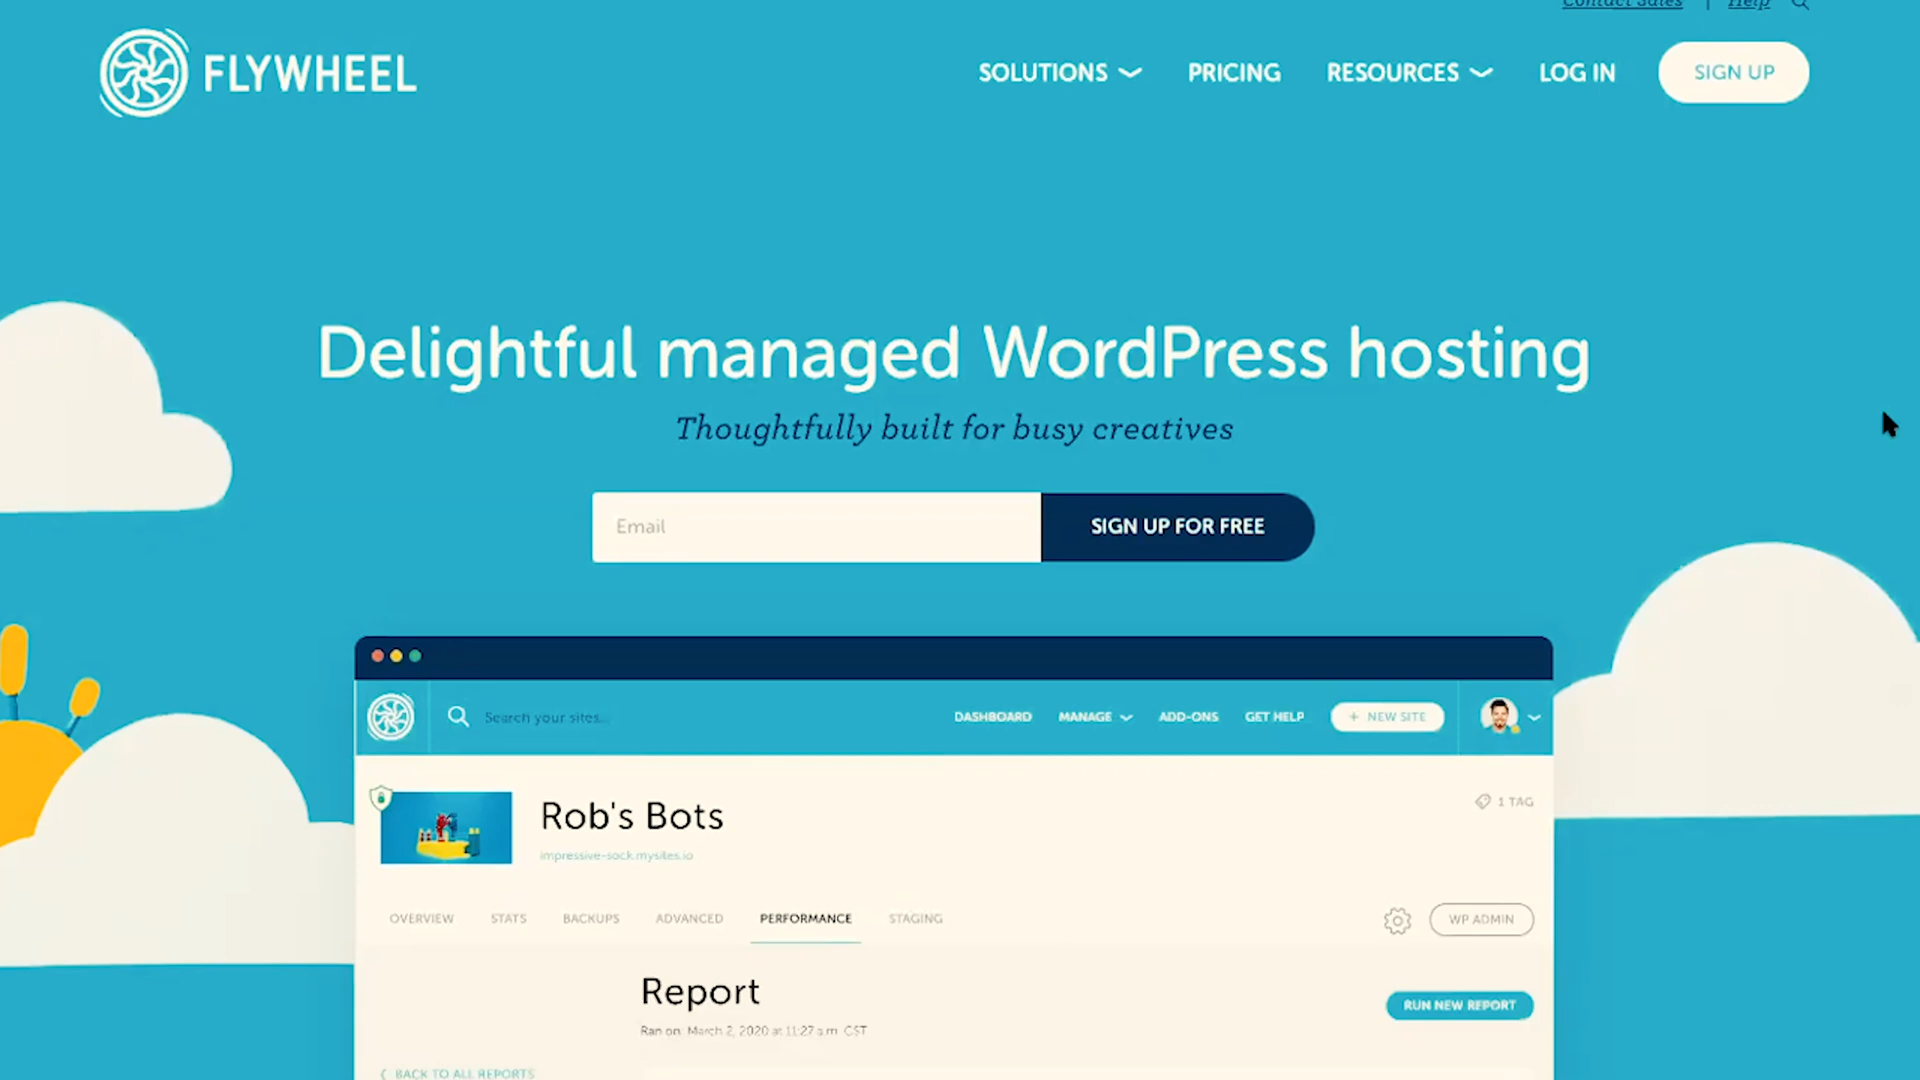 Contact Sales | Help
FLYWHEEL
SOLUTIONS PRICING RESOURCES LOG IN SIGN UP
Delightful managed WordPress hosting
Thoughtfully built for busy creatives
Email SIGN UP FOR FREE
Search your sites... DASHBOARD MANAGE ADD-ONS GET HELP + NEW SITE
Rob's Bots
1 TAG
impressive-sock.mysites.io
OVERVIEW STATS BACKUPS ADVANCED PERFORMANCE STAGING WP ADMIN
Report
RUN NEW REPORT
Ran on: March 2, 2020 at 11:27 a.m. CST
BACK TO ALL REPORTS